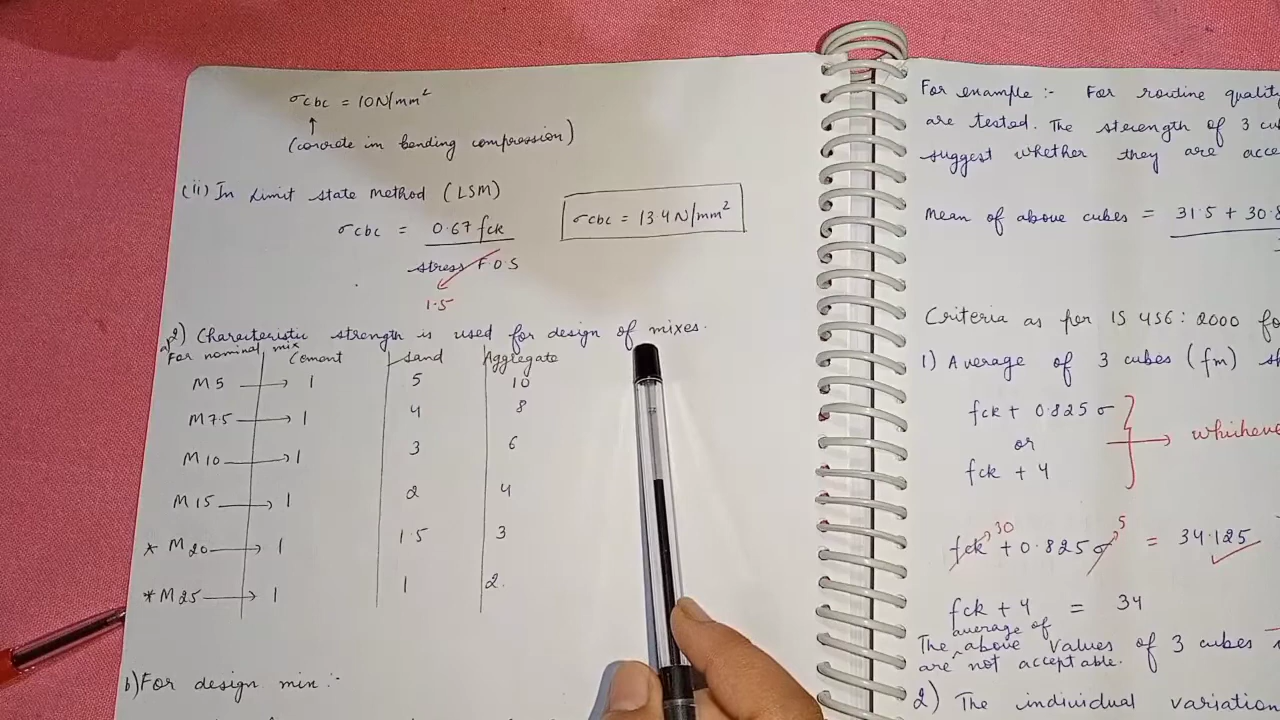 σcbc = 10N/mm²
↑
(concrete in bending compression)
(ii) In Limit state Method (LSM)
σcbc = 0.67 fck
stress F.O.S
1.5
σcbc = 13.4 N/mm²
2) Characteristic strength is used for design of mixes.
a) For nominal mix Cement Sand Aggregate
M5 → 1 5 10
M7.5 → 1 4 8
M10 → 1 3 6
M15 → 1 2 4
* M20 → 1 1.5 3
* M25 → 1 1 2.
b) For design min :-
For example :- For routine quality
are tested. The strength of 3
suggest whether they are
Mean of above cubes = 31.5 + 30.
Criteria as per IS 456: 2000
1) Average of 3 cubes (fm)
fck + 0.825 σ
or
fck + 4
→
fck 30 + 0.825 σ 5 = 34.125
fck + 4 = 34
average of
The ^ above values of 3 cubes
are not acceptable.
2) The individual variation